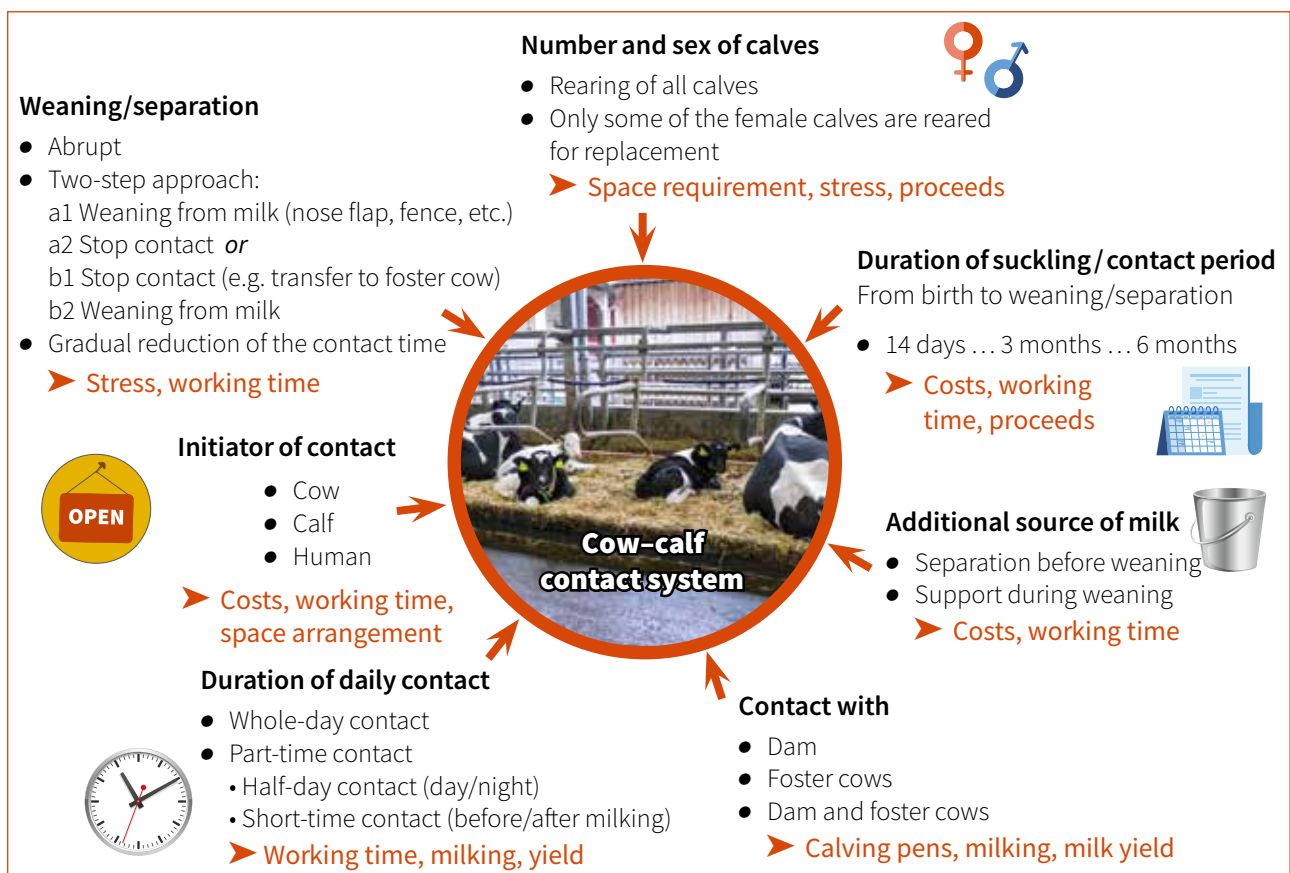 Number and sex of calves
● Rearing of all calves
● Only some of the female calves are reared
for replacement
➤ Space requirement, stress, proceeds
Weaning/separation
● Abrupt
● Two-step approach:
a1 Weaning from milk (nose flap, fence, etc.)
a2 Stop contact or
b1 Stop contact (e.g. transfer to foster cow)
b2 Weaning from milk
● Gradual reduction of the contact time
➤ Stress, working time
Duration of suckling/contact period
From birth to weaning/separation
● 14 days … 3 months … 6 months
➤ Costs, working
time, proceeds
Initiator of contact
● Cow
● Calf
● Human
➤ Costs, working time,
space arrangement
OPEN
Cow–calf
contact system
Additional source of milk
● Separation before weaning
● Support during weaning
➤ Costs, working time
Duration of daily contact
● Whole-day contact
● Part-time contact
• Half-day contact (day/night)
• Short-time contact (before/after milking)
➤ Working time, milking, yield
Contact with
● Dam
● Foster cows
● Dam and foster cows
➤ Calving pens, milking, milk yield